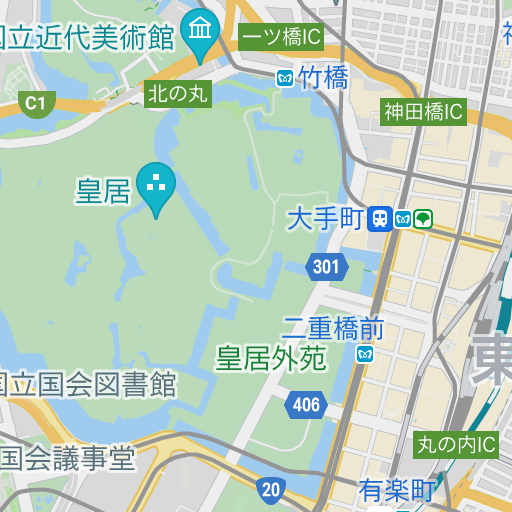 国立近代美術館
一ツ橋IC
竹橋
C1
北の丸
神田橋IC
皇居
大手町
301
二重橋前
皇居外苑
東
国立国会図書館
406
国会議事堂
丸の内IC
20
有楽町